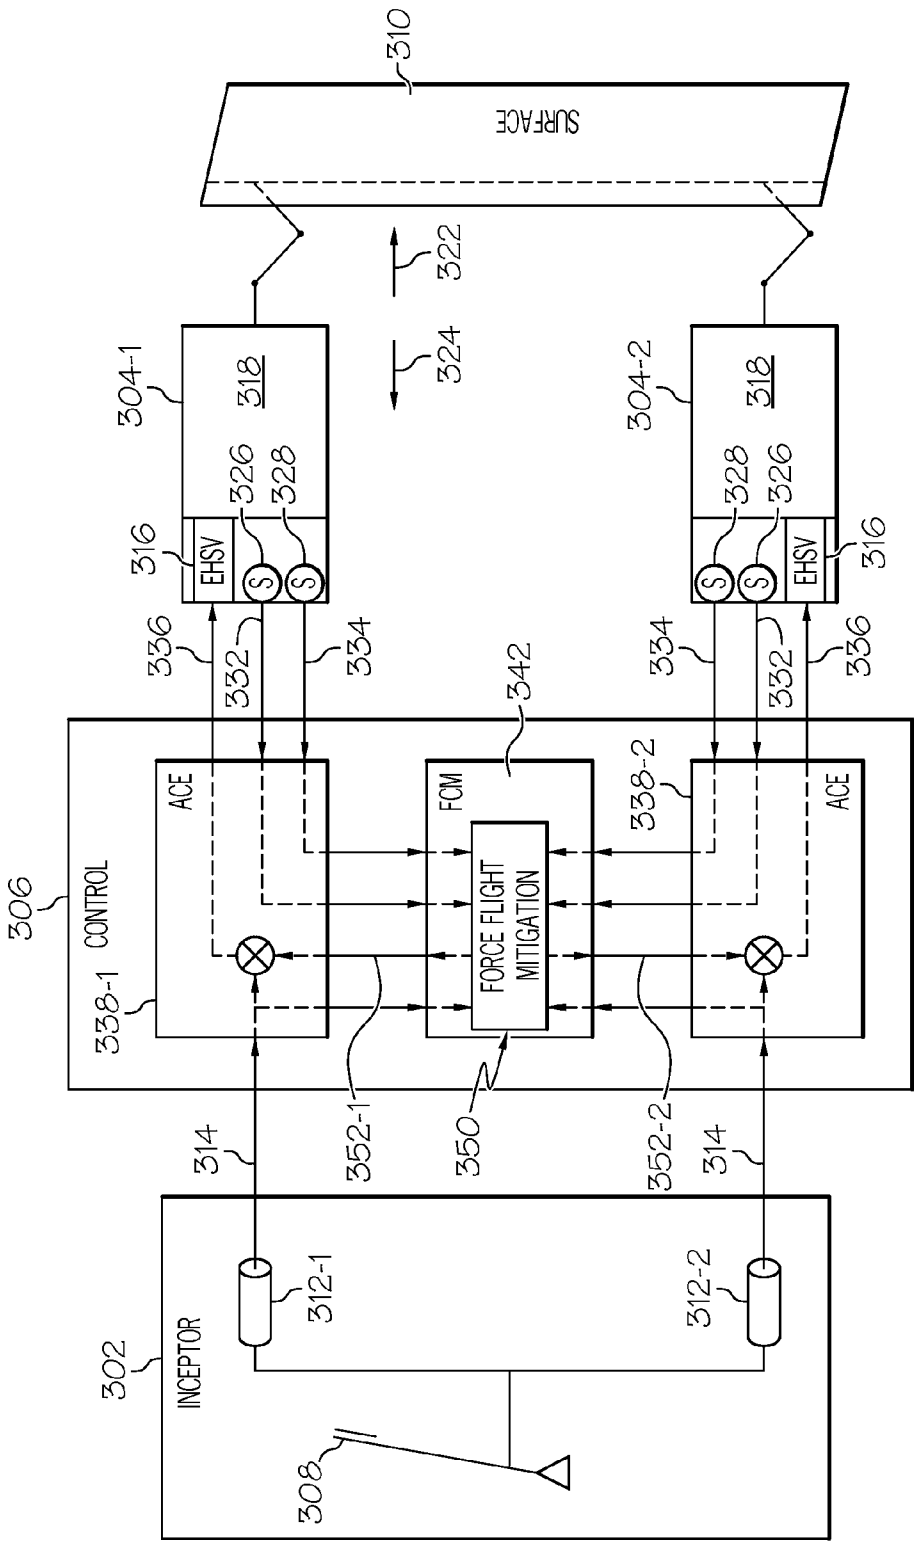 302
INCEPTOR
308
312-1
312-2
314
314
306
CONTROL
338-1
ACE
352-1
350
352-2
FCM
342
FORCE FLIGHT
MITIGATION
338-2
ACE
336
332
334
334
332
336
316
EHSV
S
S
326
328
304-1
318
324
322
304-2
318
S
S
328
326
EHSV
316
310
SURFACE